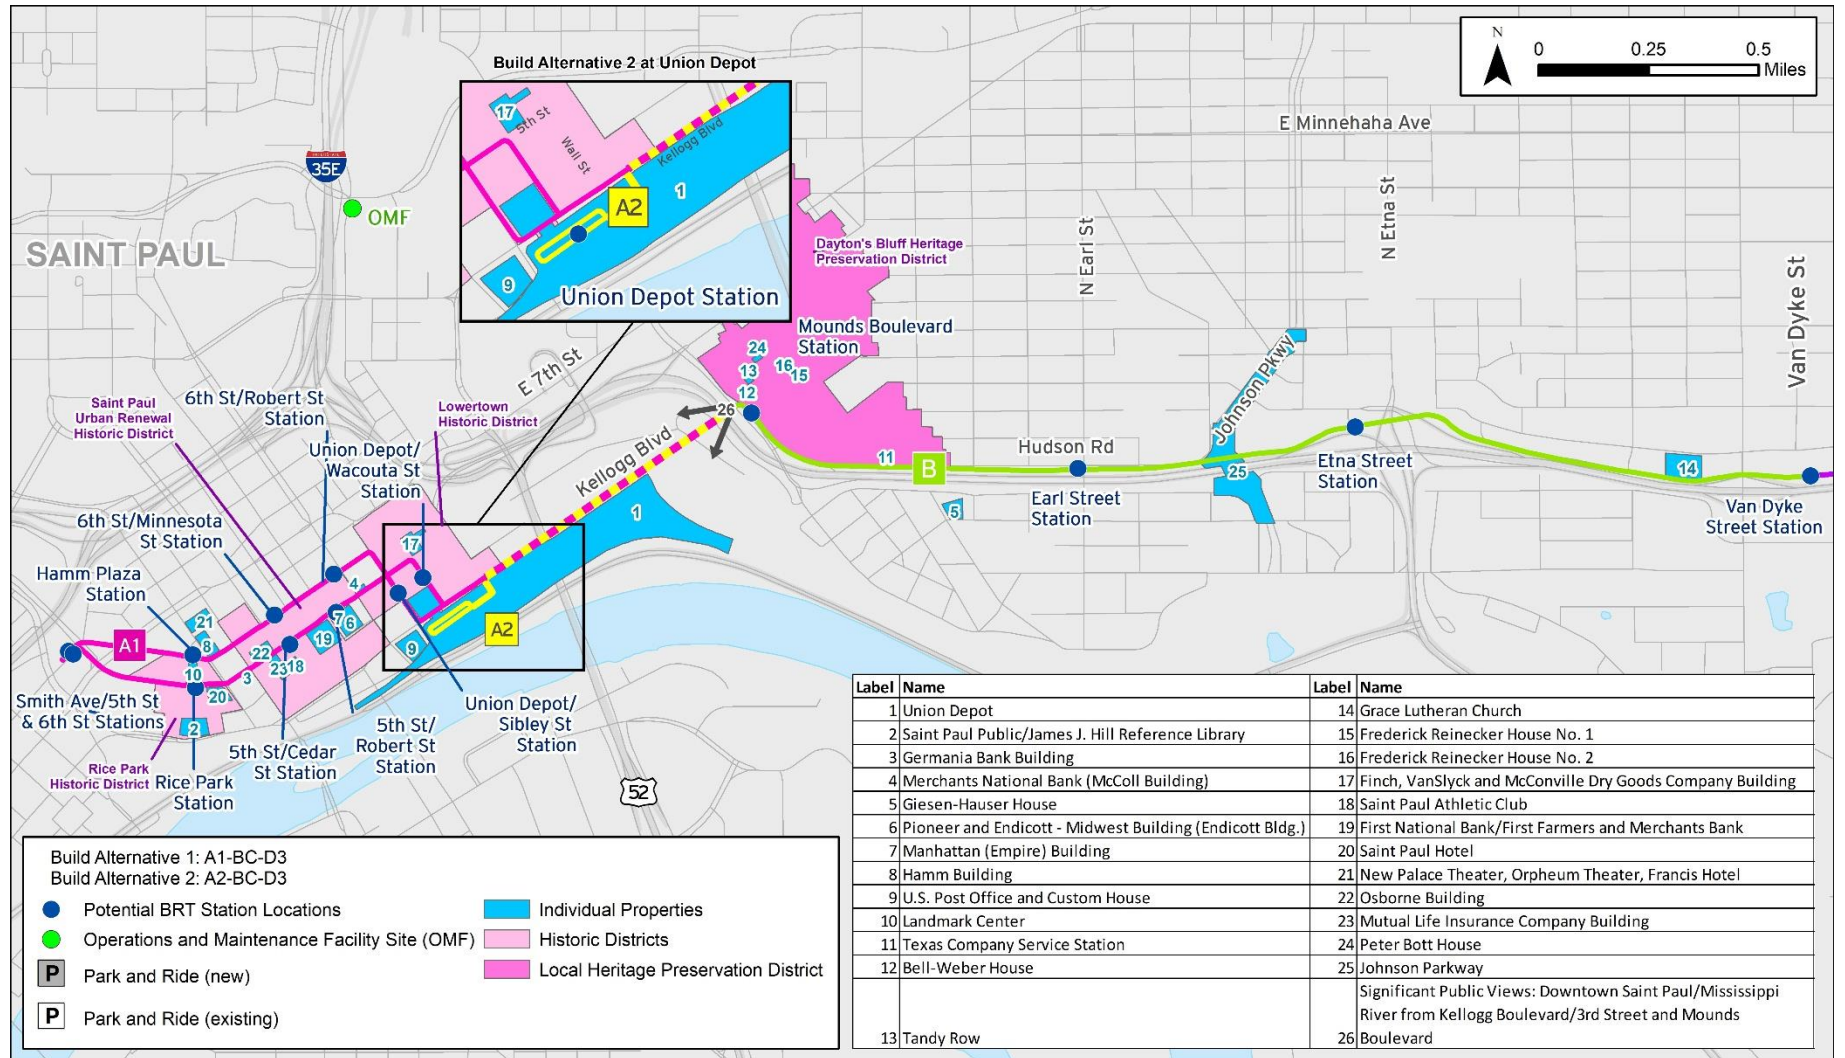 Build Alternative 2 at Union Depot
17
5th St
Wall St
Kellogg Blvd
1
A2
9
Union Depot Station
N
0 0.25 0.5
Miles
E Minnehaha Ave
35E
OMF
SAINT PAUL
N Earl St
N Etna St
Van Dyke St
Dayton's Bluff Heritage
Preservation District
Mounds Boulevard
Station
24
16
13
15
12
26
E 7th St
Johnson Pkwy
6th St/Robert St
Station
Saint Paul
Urban Renewal
Historic District
Lowertown
Historic District
Union Depot/
Wacouta St
Station
Kellogg Blvd
11
B
Hudson Rd
25
Etna Street
Station
14
Earl Street
Station
Van Dyke
Street Station
5
1
6th St/Minnesota
St Station
17
Hamm Plaza
Station
4
7
6
21
8
A1
19
22
23
18
9
A2
10
3
20
2
Smith Ave/5th St
& 6th St Stations
Rice Park
Historic District
Rice Park
Station
5th St/Cedar
St Station
5th St/
Robert St
Station
Union Depot/
Sibley St
Station
52
Build Alternative 1: A1-BC-D3
Build Alternative 2: A2-BC-D3
Potential BRT Station Locations
Operations and Maintenance Facility Site (OMF)
P Park and Ride (new)
P Park and Ride (existing)
Individual Properties
Historic Districts
Local Heritage Preservation District
Label Name Label Name
1 Union Depot 14 Grace Lutheran Church
2 Saint Paul Public/James J. Hill Reference Library 15 Frederick Reinecker House No. 1
3 Germania Bank Building 16 Frederick Reinecker House No. 2
4 Merchants National Bank (McColl Building) 17 Finch, VanSlyck and McConville Dry Goods Company Building
5 Giesen-Hauser House 18 Saint Paul Athletic Club
6 Pioneer and Endicott - Midwest Building (Endicott Bldg.) 19 First National Bank/First Farmers and Merchants Bank
7 Manhattan (Empire) Building 20 Saint Paul Hotel
8 Hamm Building 21 New Palace Theater, Orpheum Theater, Francis Hotel
9 U.S. Post Office and Custom House 22 Osborne Building
10 Landmark Center 23 Mutual Life Insurance Company Building
11 Texas Company Service Station 24 Peter Bott House
12 Bell-Weber House 25 Johnson Parkway
Significant Public Views: Downtown Saint Paul/Mississippi
River from Kellogg Boulevard/3rd Street and Mounds
13 Tandy Row 26 Boulevard